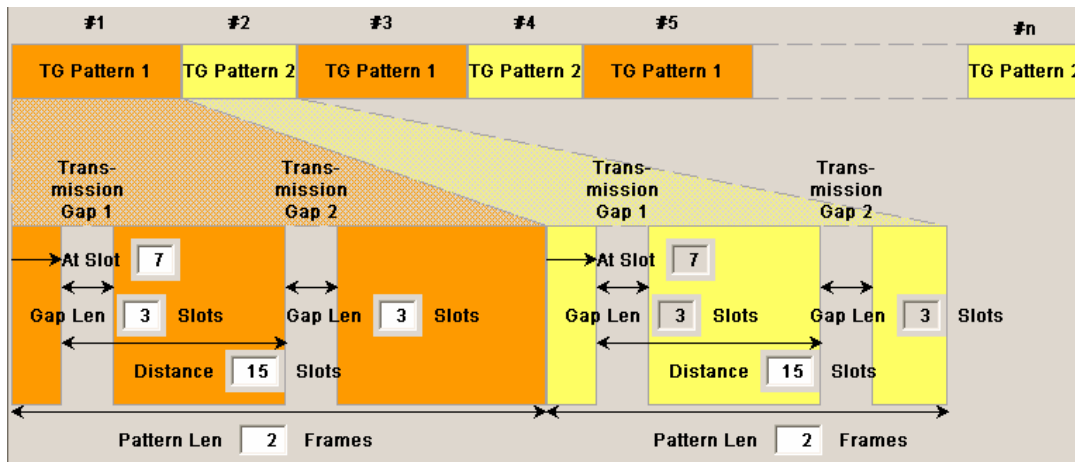 #1 #2 #3 #4 #5 #n
TG Pattern 1 TG Pattern 2 TG Pattern 1 TG Pattern 2 TG Pattern 1 TG Pattern 2
Trans-
mission
Gap 1
Trans-
mission
Gap 2
Trans-
mission
Gap 1
Trans-
mission
Gap 2
At Slot 7 At Slot 7
Gap Len 3 Slots Gap Len 3 Slots Gap Len 3 Slots Gap Len 3 Slots
Distance 15 Slots Distance 15 Slots
Pattern Len 2 Frames Pattern Len 2 Frames